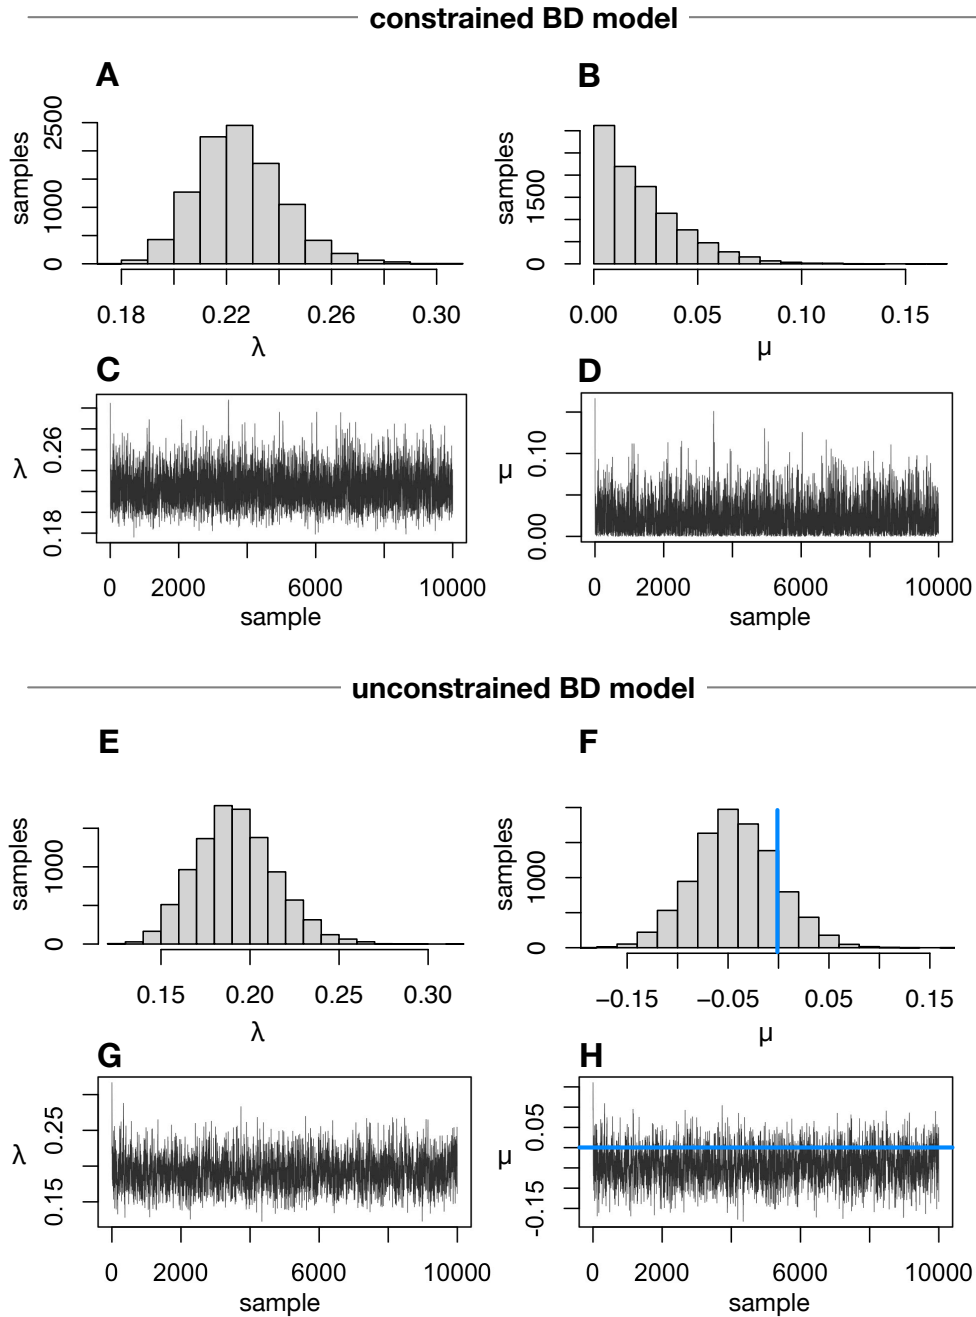 constrained BD model
A
B
samples
0
1000
2500
0.18 0.22 0.26 0.30
λ
samples
0
1500
0.00 0.05 0.10 0.15
μ
C
D
λ
0.18
0.26
0 2000 6000 10000
sample
μ
0.00
0.10
0 2000 6000 10000
sample
unconstrained BD model
E
F
samples
0
1000
0.15 0.20 0.25 0.30
λ
samples
0
1000
−0.15 −0.05 0.05 0.15
μ
G
H
λ
0.15
0.25
0 2000 6000 10000
sample
μ
-0.15
0.05
0 2000 6000 10000
sample